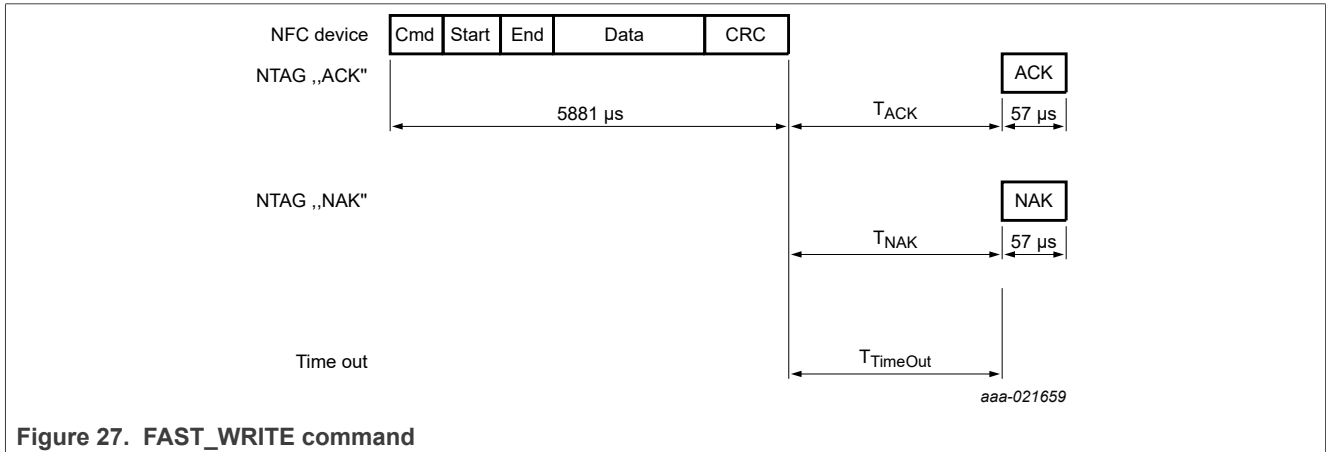 NFC device Cmd Start End Data CRC
NTAG ,,ACK" ACK
5881 µs TACK 57 µs
NTAG ,,NAK" NAK
TNAK 57 µs
Time out TTimeOut
aaa-021659
Figure 27. FAST_WRITE command